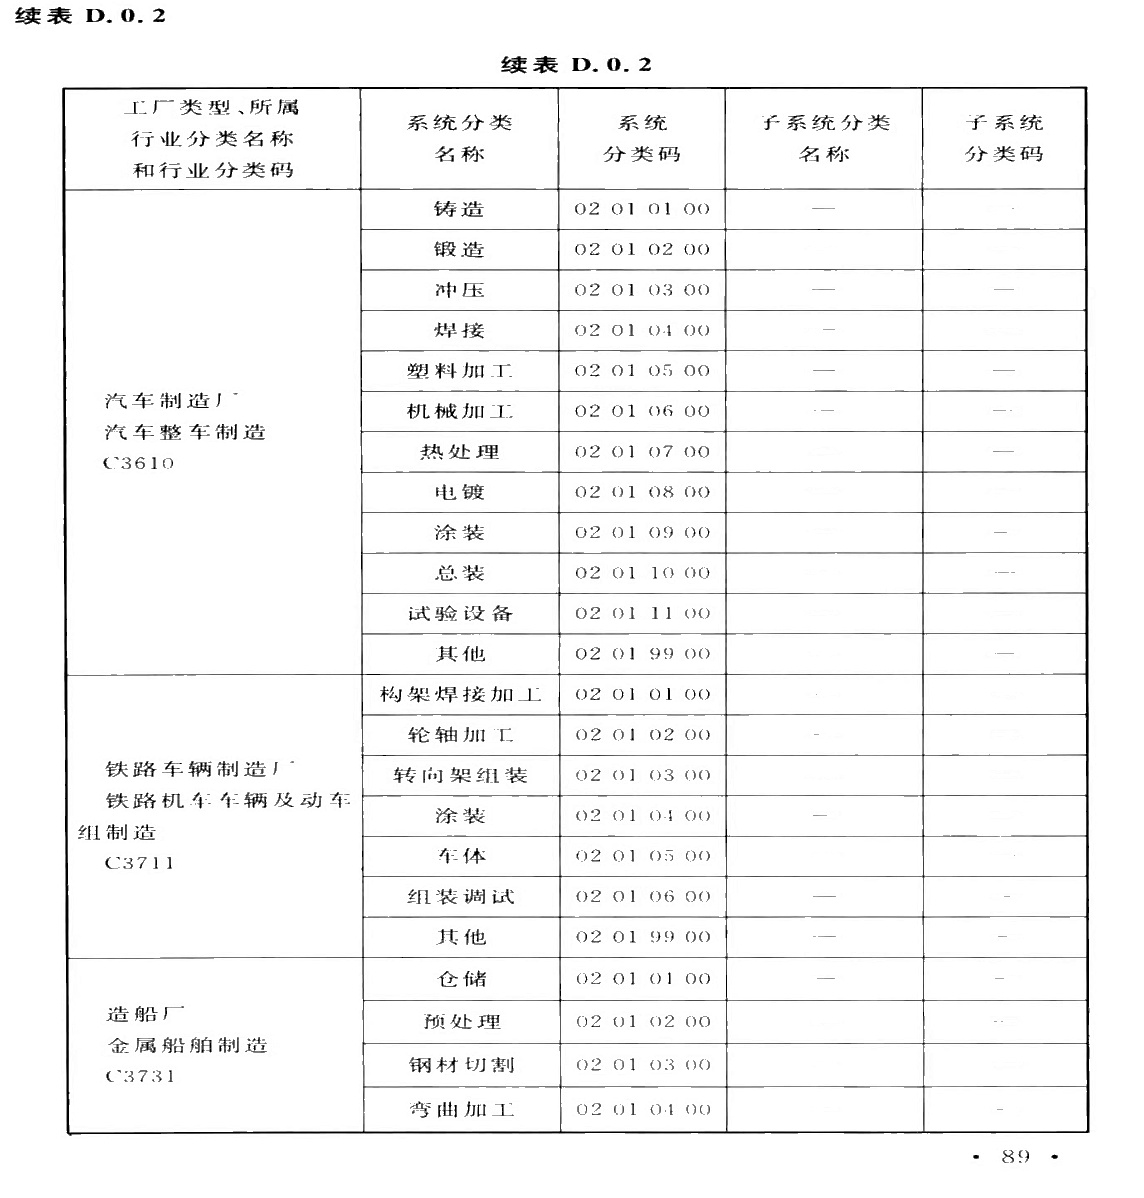 续表 D.0.2
续表 D.0.2
工厂类型、所属
行业分类名称
和行业分类码
系统分类
名称
系统
分类码
子系统分类
名称
子系统
分类码
汽车制造厂
汽车整车制造
C3610
铸造 02 01 01 00 —
锻造 02 01 02 00
冲压 02 01 03 00 — —
焊接 02 01 04 00 —
塑料加工 02 01 05 00 — —
机械加工 02 01 06 00 — —
热处理 02 01 07 00 —
电镀 02 01 08 00
涂装 02 01 09 00 —
总装 02 01 10 00 —
试验设备 02 01 11 00
其他 02 01 99 00 —
铁路车辆制造厂
铁路机车车辆及动车
组制造
C3711
构架焊接加工 02 01 01 00
轮轴加工 02 01 02 00 —
转向架组装 02 01 03 00
涂装 02 01 04 00 —
车体 02 01 05 00
组装调试 02 01 06 00 — —
其他 02 01 99 00 — —
造船厂
金属船舶制造
C3731
仓储 02 01 01 00 — —
预处理 02 01 02 00 —
钢材切割 02 01 03 00
弯曲加工 02 01 04 00 —
· 89 ·